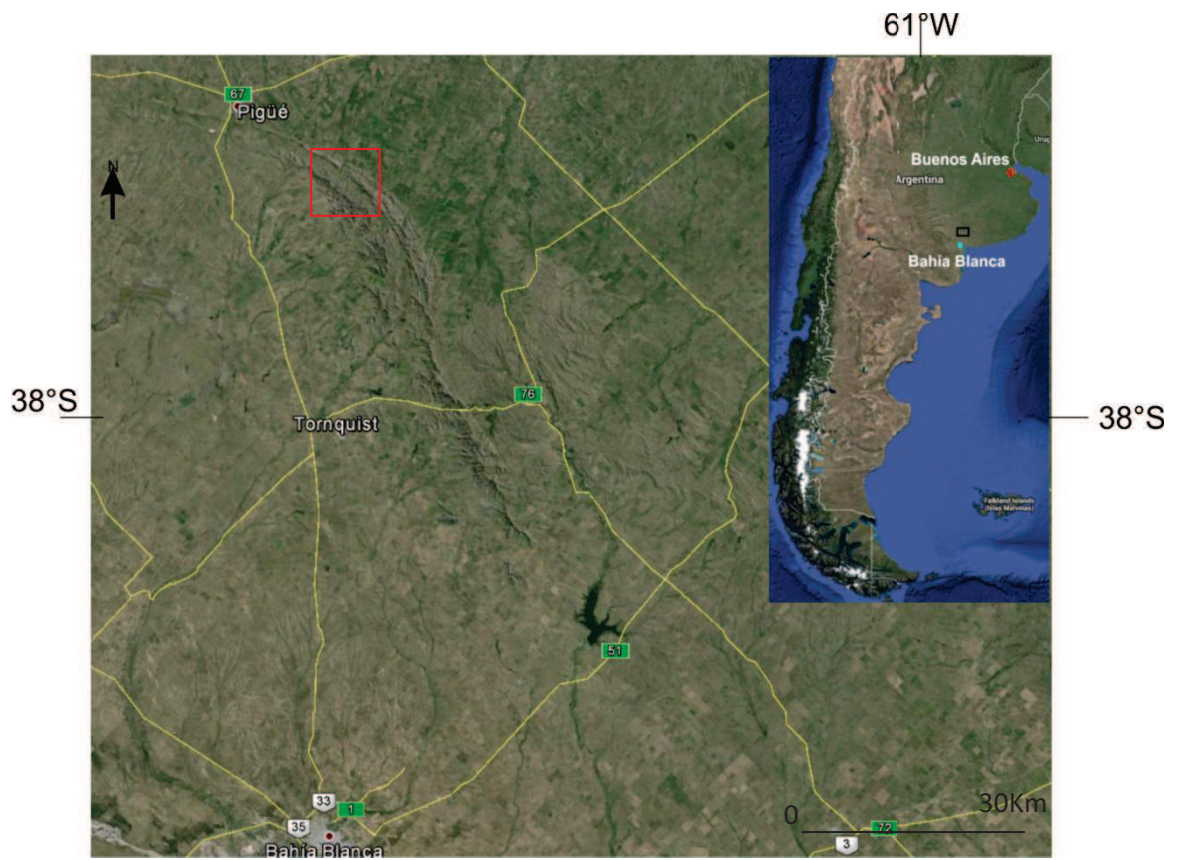 61°W
67
Pigüé
N
Buenos Aires
Argentina
Bahia Blanca
38°S
76
Tornquist
38°S
Falkland Islands
(Islas Malvinas)
51
33
1
35
Bahía Blanca
0
30Km
72
3